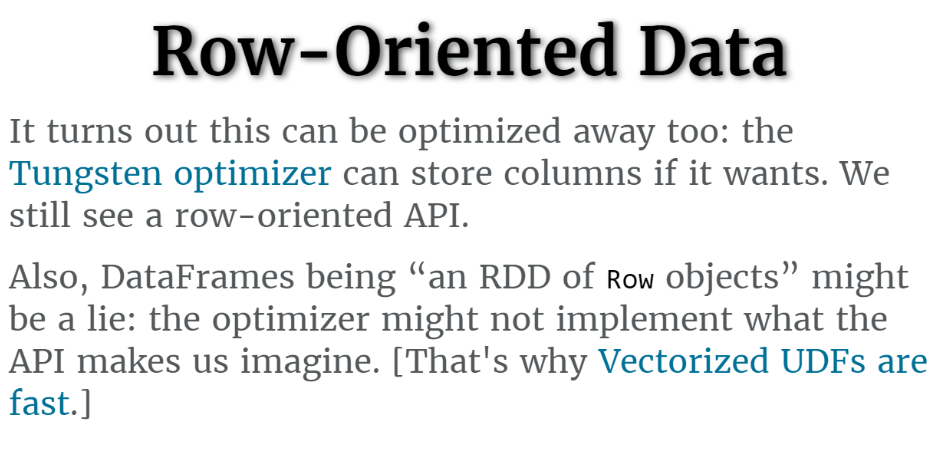 Row-Oriented Data
It turns out this can be optimized away too: the
Tungsten optimizer can store columns if it wants. We
still see a row-oriented API.
Also, DataFrames being “an RDD of Row objects” might
be a lie: the optimizer might not implement what the
API makes us imagine. [That's why Vectorized UDFs are
fast.]